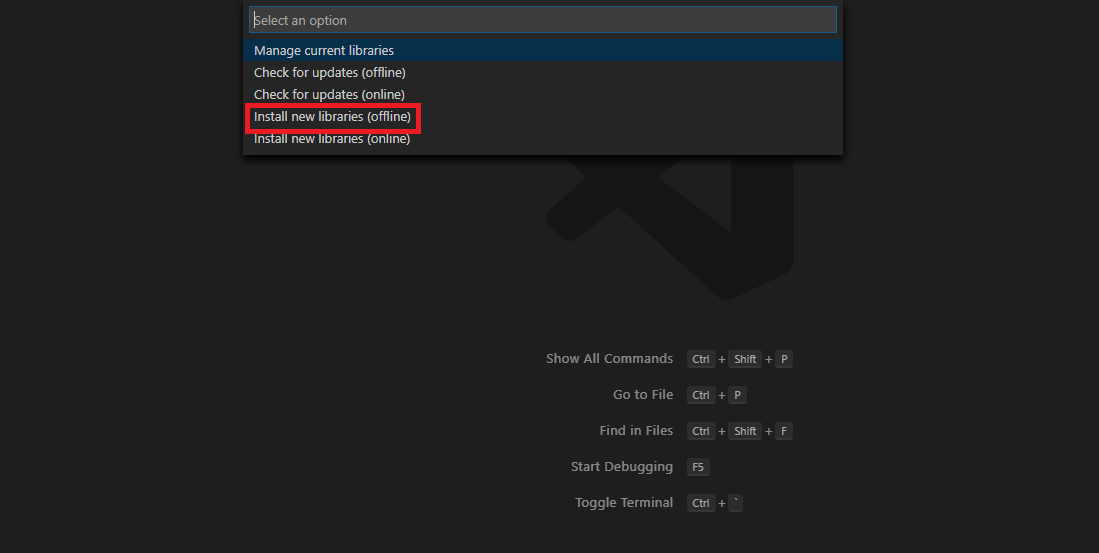 Select an option
Manage current libraries
Check for updates (offline)
Check for updates (online)
Install new libraries (offline)
Install new libraries (online)
Show All Commands Ctrl + Shift + P
Go to File Ctrl + P
Find in Files Ctrl + Shift + F
Start Debugging F5
Toggle Terminal Ctrl + `